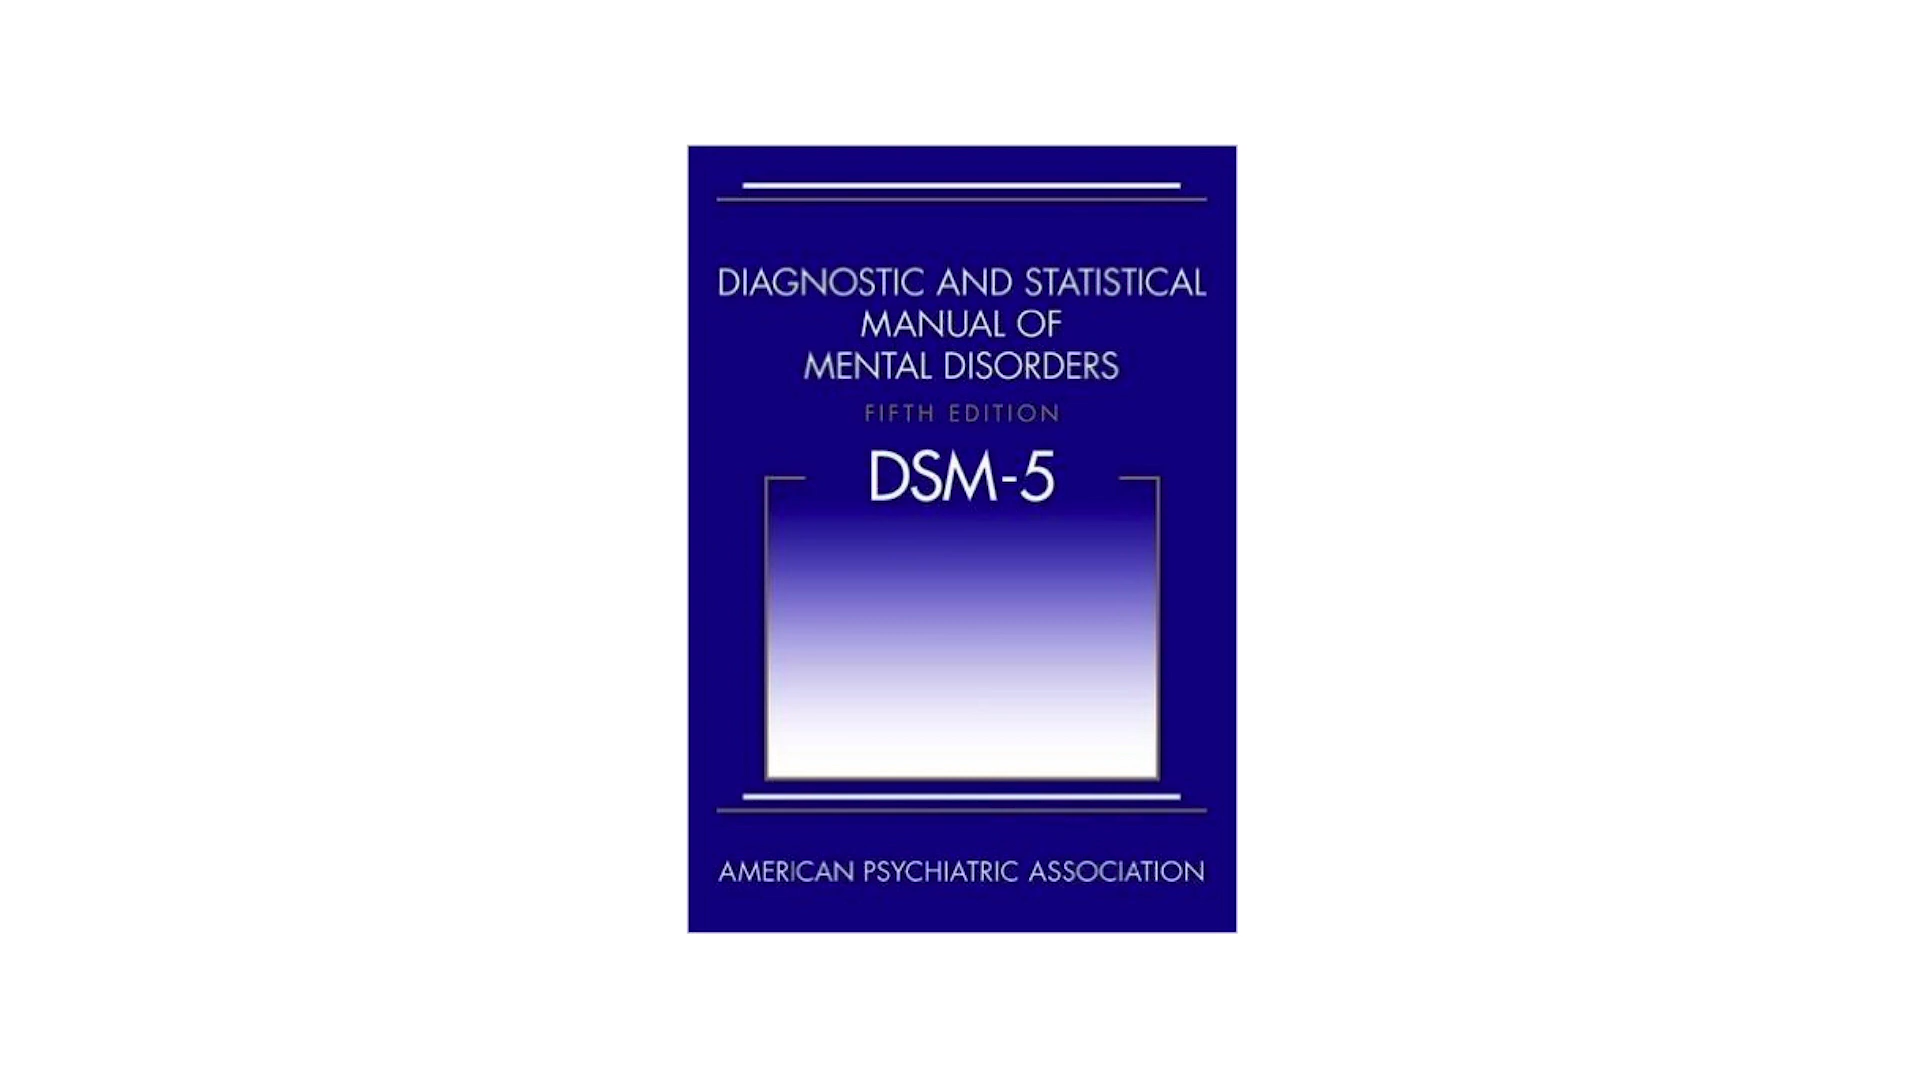 DIAGNOSTIC AND STATISTICAL
MANUAL OF
MENTAL DISORDERS
FIFTH EDITION
DSM-5
AMERICAN PSYCHIATRIC ASSOCIATION